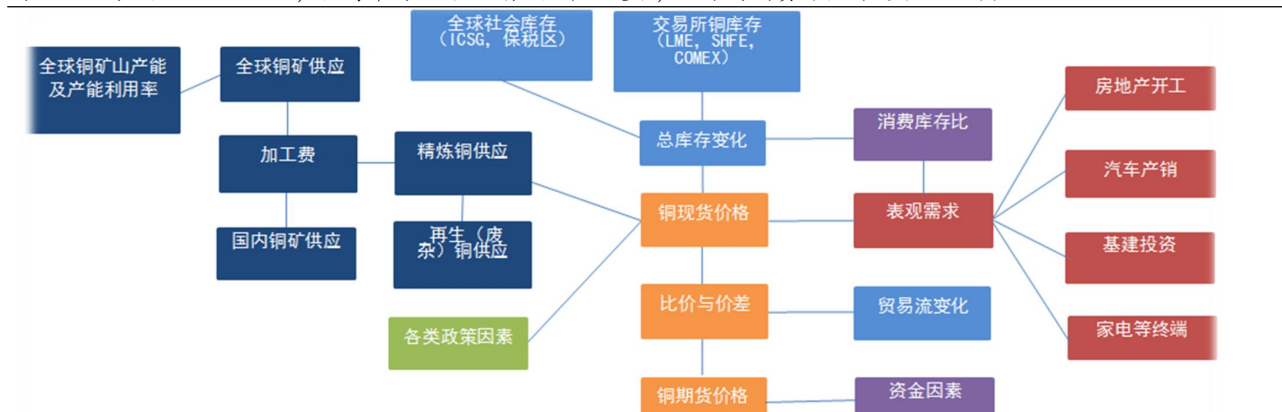 全球社会库存
（ICSG，保税区）
交易所铜库存
（LME，SHFE，
COMEX）
全球铜矿山产能
及产能利用率
全球铜矿供应
房地产开工
总库存变化
消费库存比
加工费
精炼铜供应
汽车产销
铜现货价格
表观需求
国内铜矿供应
再生（废
杂）铜供应
基建投资
比价与价差
贸易流变化
各类政策因素
家电等终端
铜期货价格
资金因素